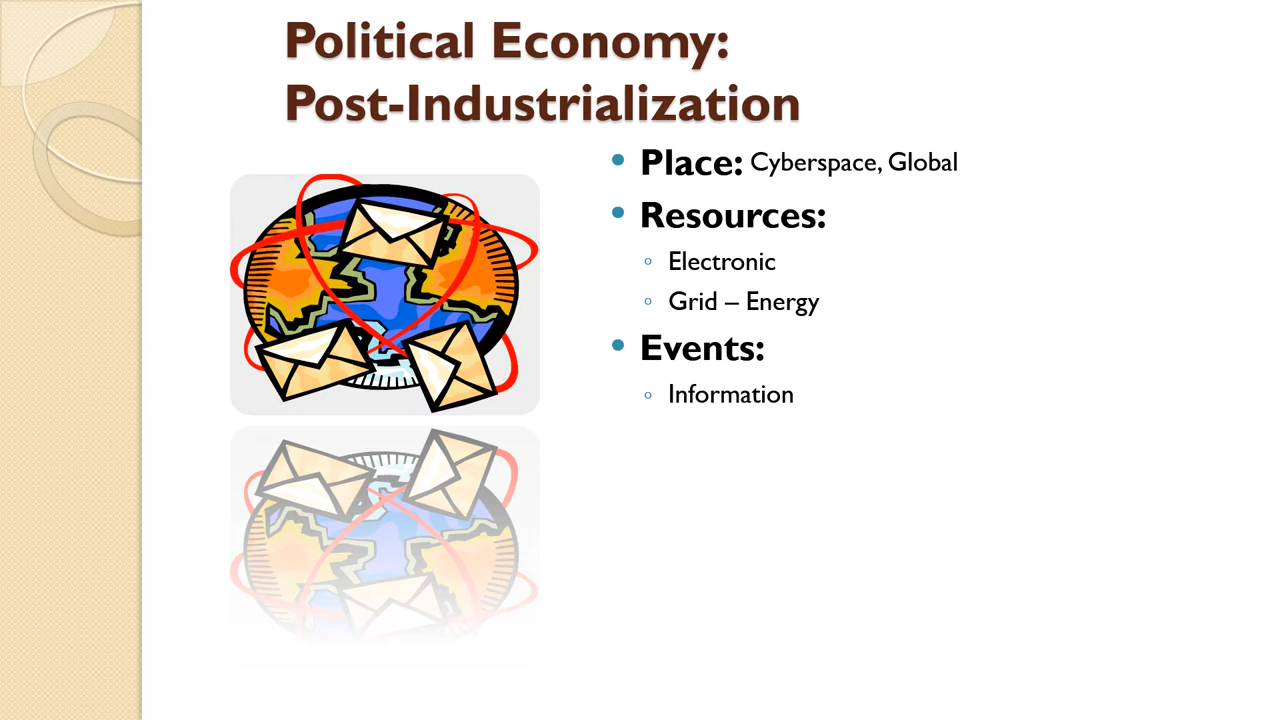 Political Economy:
Post-Industrialization
• Place: Cyberspace, Global
• Resources:
◦ Electronic
◦ Grid – Energy
• Events:
◦ Information